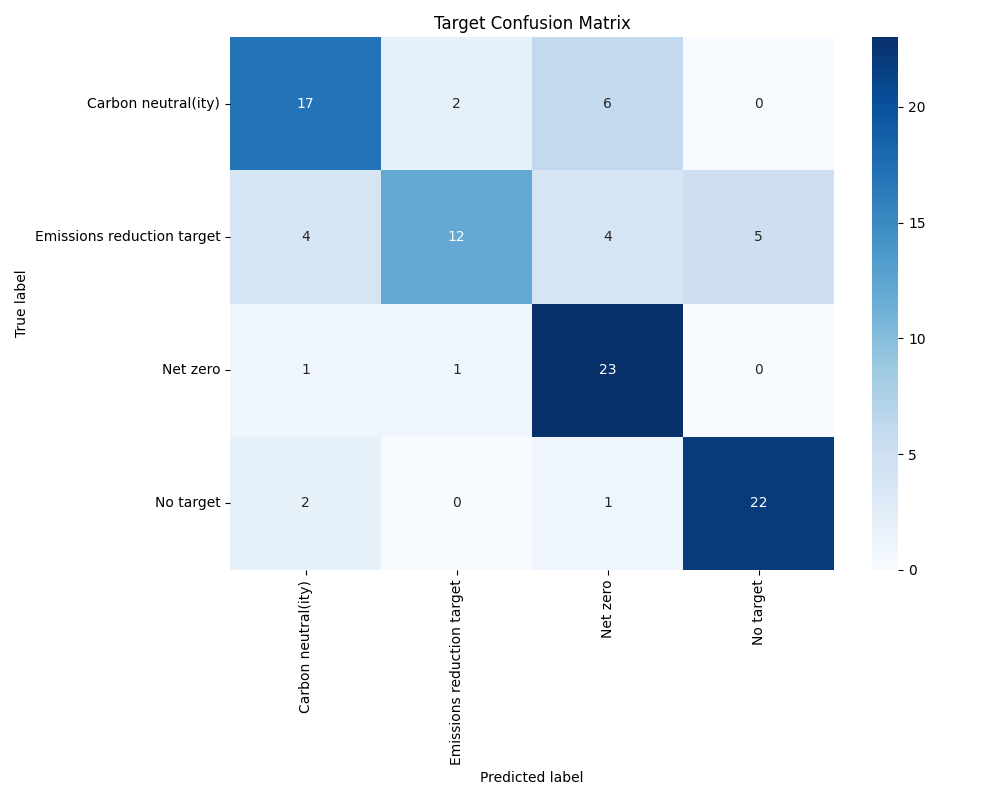 Target Confusion Matrix
Carbon neutral(ity)
17 2 6 0
Emissions reduction target
4 12 4 5
Net zero
1 1 23 0
No target
2 0 1 22
True label
Carbon neutral(ity)
Emissions reduction target
Net zero
No target
Predicted label
20
15
10
5
0